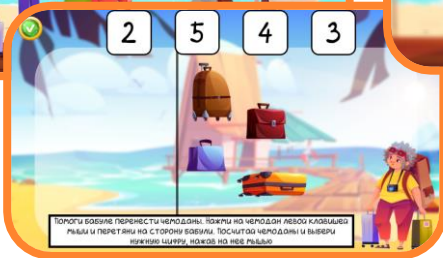 2 5 4 3
Помоги бабуле перенести чемоданы. Нажми на чемодан левой клавишей
мыши и перетяни на сторону бабули. Посчитай чемоданы и выбери
нужную цифру, нажав на нее мышью